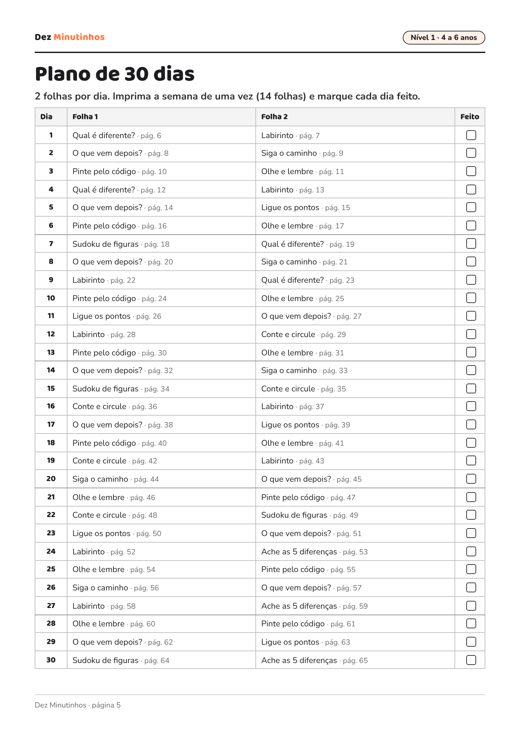 Dez Minutinhos
Nível 1 · 4 a 6 anos
Plano de 30 dias
2 folhas por dia. Imprima a semana de uma vez (14 folhas) e marque cada dia feito.
Dia Folha 1 Folha 2 Feito
1 Qual é diferente? · pág. 6 Labirinto · pág. 7
2 O que vem depois? · pág. 8 Siga o caminho · pág. 9
3 Pinte pelo código · pág. 10 Olhe e lembre · pág. 11
4 Qual é diferente? · pág. 12 Labirinto · pág. 13
5 O que vem depois? · pág. 14 Ligue os pontos · pág. 15
6 Pinte pelo código · pág. 16 Olhe e lembre · pág. 17
7 Sudoku de figuras · pág. 18 Qual é diferente? · pág. 19
8 O que vem depois? · pág. 20 Siga o caminho · pág. 21
9 Labirinto · pág. 22 Qual é diferente? · pág. 23
10 Pinte pelo código · pág. 24 Olhe e lembre · pág. 25
11 Ligue os pontos · pág. 26 O que vem depois? · pág. 27
12 Labirinto · pág. 28 Conte e circule · pág. 29
13 Pinte pelo código · pág. 30 Olhe e lembre · pág. 31
14 O que vem depois? · pág. 32 Siga o caminho · pág. 33
15 Sudoku de figuras · pág. 34 Conte e circule · pág. 35
16 Conte e circule · pág. 36 Labirinto · pág. 37
17 O que vem depois? · pág. 38 Ligue os pontos · pág. 39
18 Pinte pelo código · pág. 40 Olhe e lembre · pág. 41
19 Conte e circule · pág. 42 Labirinto · pág. 43
20 Siga o caminho · pág. 44 O que vem depois? · pág. 45
21 Olhe e lembre · pág. 46 Pinte pelo código · pág. 47
22 Conte e circule · pág. 48 Sudoku de figuras · pág. 49
23 Ligue os pontos · pág. 50 O que vem depois? · pág. 51
24 Labirinto · pág. 52 Ache as 5 diferenças · pág. 53
25 Olhe e lembre · pág. 54 Pinte pelo código · pág. 55
26 Siga o caminho · pág. 56 O que vem depois? · pág. 57
27 Labirinto · pág. 58 Ache as 5 diferenças · pág. 59
28 Olhe e lembre · pág. 60 Pinte pelo código · pág. 61
29 O que vem depois? · pág. 62 Ligue os pontos · pág. 63
30 Sudoku de figuras · pág. 64 Ache as 5 diferenças · pág. 65
Dez Minutinhos · página 5